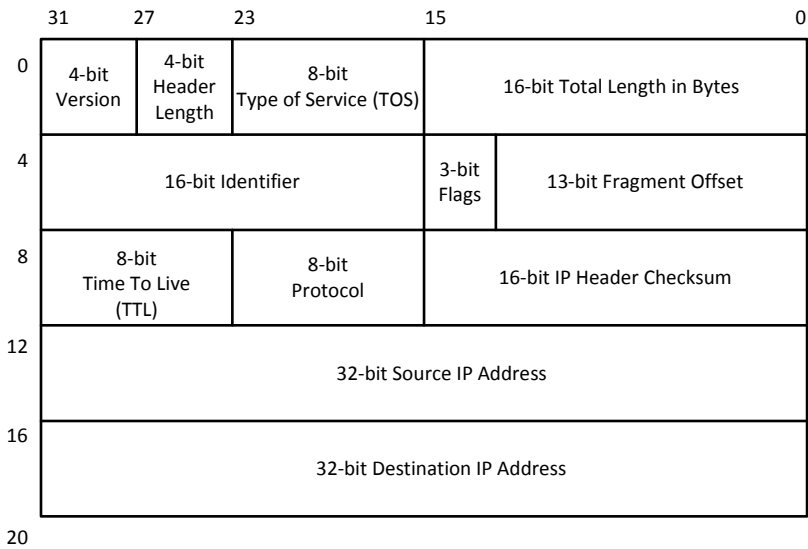 31 27 23 15 0
0
4-bit
Version
4-bit
Header
Length
8-bit
Type of Service (TOS)
16-bit Total Length in Bytes
4
16-bit Identifier
3-bit
Flags
13-bit Fragment Offset
8
8-bit
Time To Live
(TTL)
8-bit
Protocol
16-bit IP Header Checksum
12
32-bit Source IP Address
16
32-bit Destination IP Address
20